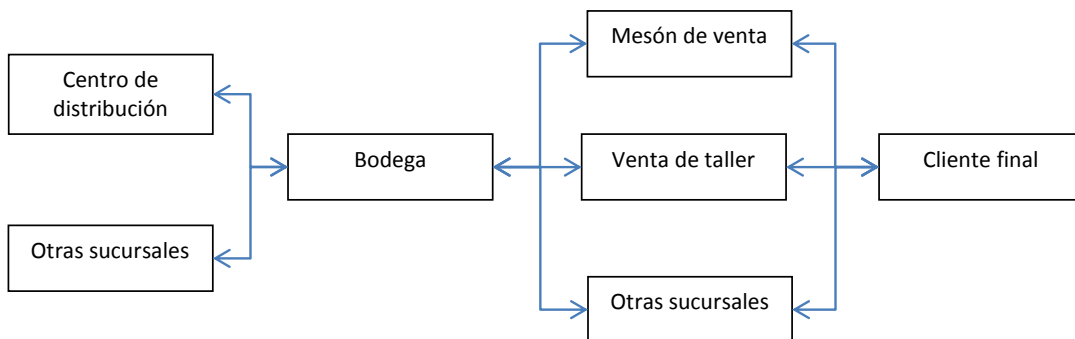 Centro de
distribución
Otras sucursales
Bodega
Mesón de venta
Venta de taller
Otras sucursales
Cliente final